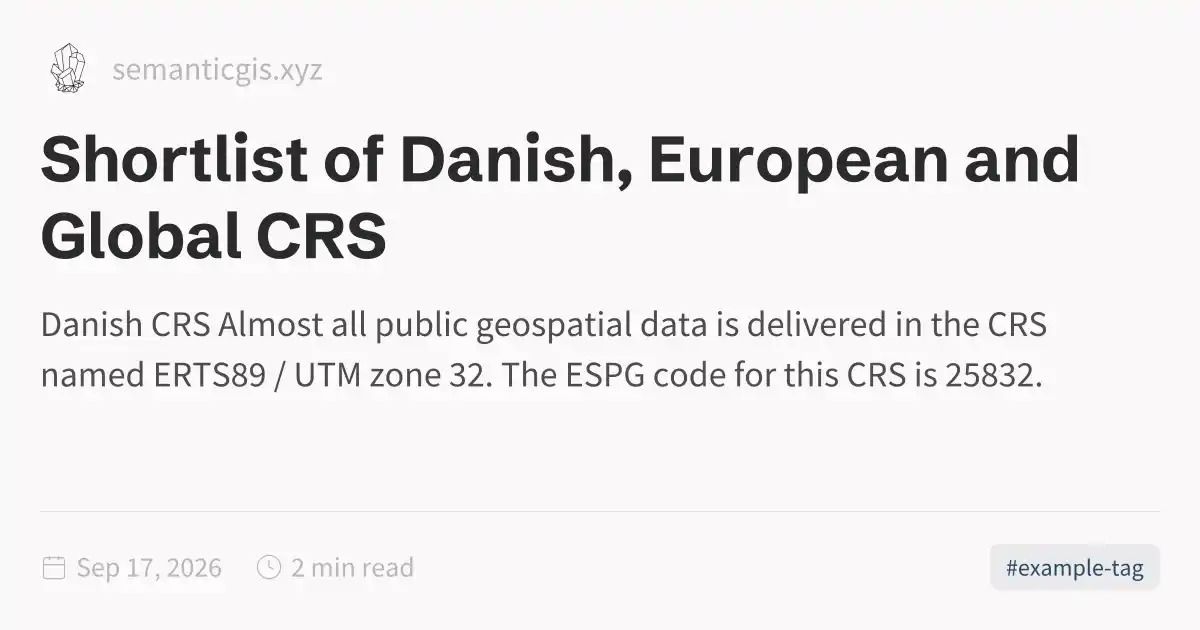 semanticgis.xyz
Shortlist of Danish, European and
Global CRS
Danish CRS Almost all public geospatial data is delivered in the CRS
named ERTS89 / UTM zone 32. The ESPG code for this CRS is 25832.
Sep 17, 2026 2 min read #example-tag